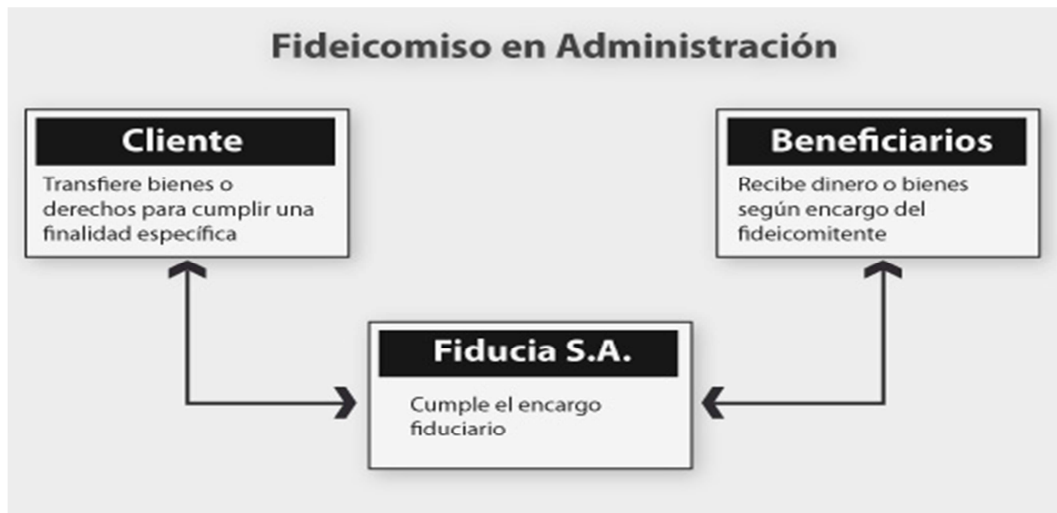 Fideicomiso en Administración
Cliente
Transfiere bienes o
derechos para cumplir una
finalidad específica
Beneficiarios
Recibe dinero o bienes
según encargo del
fideicomitente
Fiducia S.A.
Cumple el encargo
fiduciario